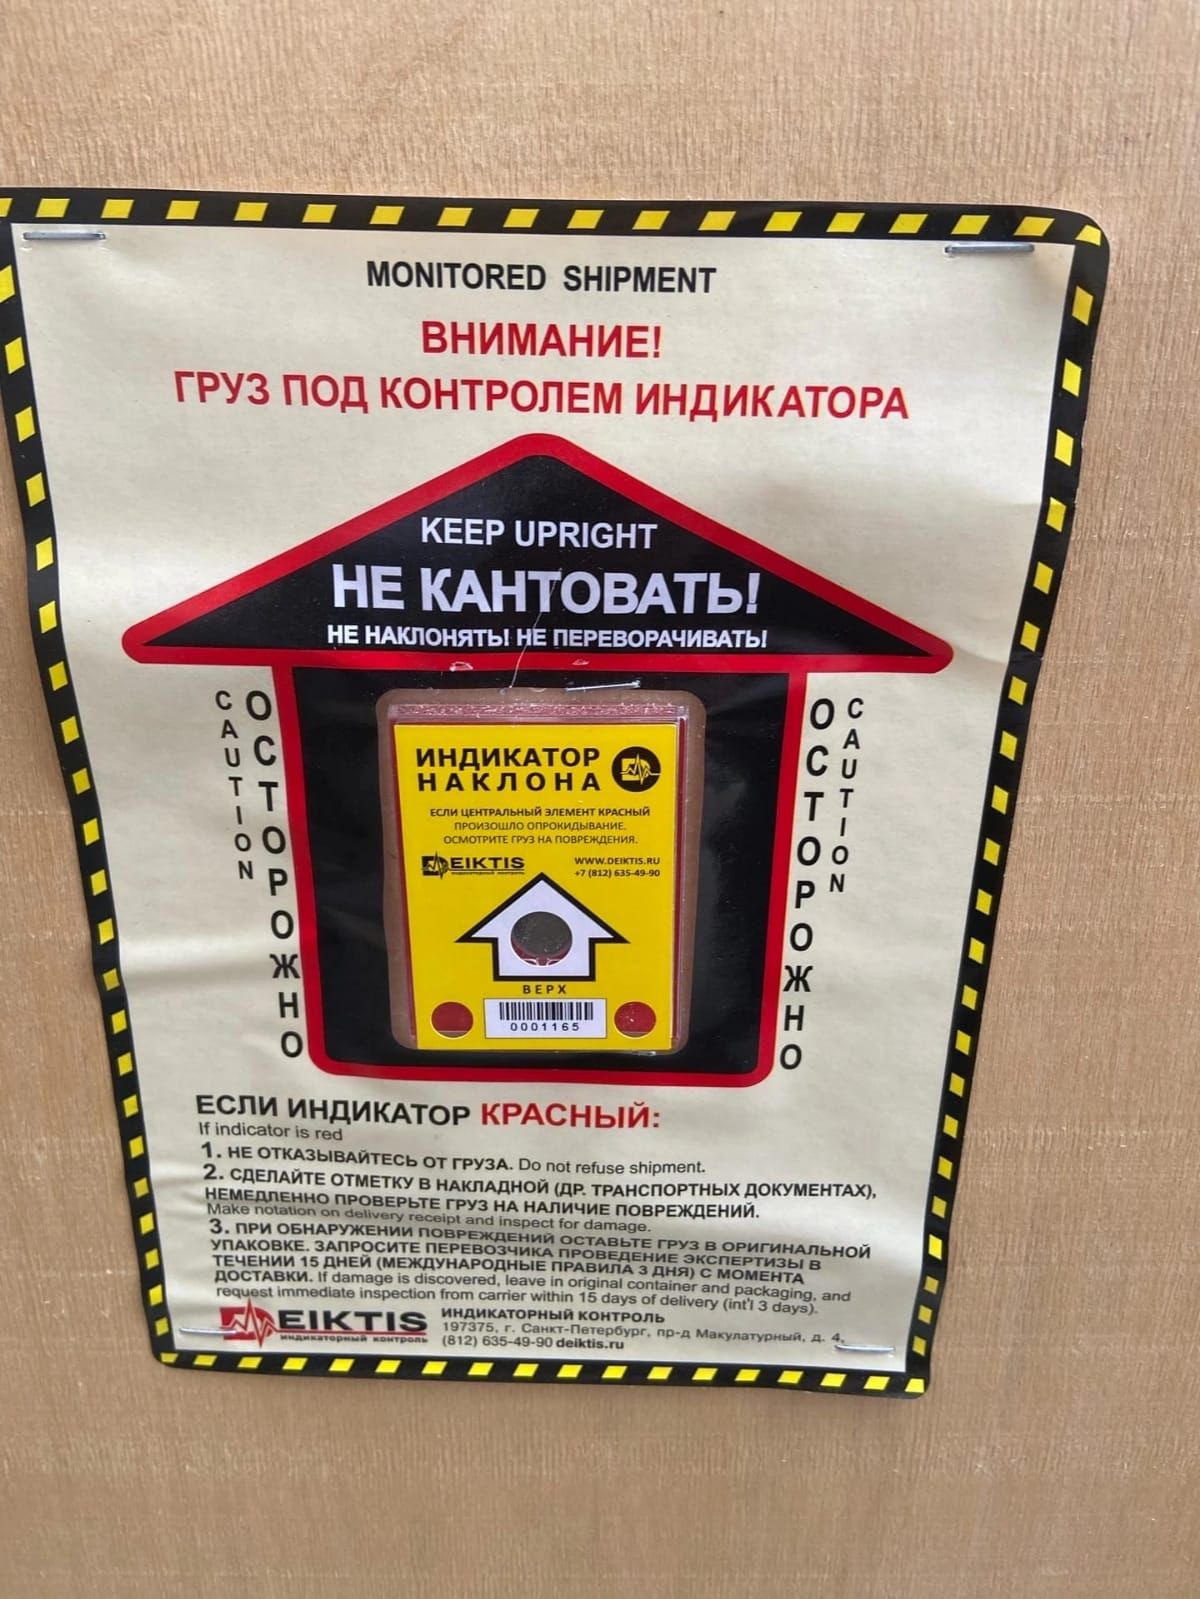 MONITORED SHIPMENT
ВНИМАНИЕ!
ГРУЗ ПОД КОНТРОЛЕМ ИНДИКАТОРА
KEEP UPRIGHT
НЕ КАНТОВАТЬ!
НЕ НАКЛОНЯТЬ! НЕ ПЕРЕВОРАЧИВАТЬ!
CAUTION
ОСТОРОЖНО
ИНДИКАТОР
НАКЛОНА
ЕСЛИ ЦЕНТРАЛЬНЫЙ ЭЛЕМЕНТ КРАСНЫЙ
ПРОИЗОШЛО ОПРОКИДЫВАНИЕ.
ОСМОТРИТЕ ГРУЗ НА ПОВРЕЖДЕНИЯ.
DEIKTIS
индикаторный контроль
WWW.DEIKTIS.RU
+7 (812) 635-49-90
ВЕРХ
0001165
ОСТОРОЖНО
CAUTION
ЕСЛИ ИНДИКАТОР КРАСНЫЙ:
If indicator is red
1. НЕ ОТКАЗЫВАЙТЕСЬ ОТ ГРУЗА. Do not refuse shipment.
2. СДЕЛАЙТЕ ОТМЕТКУ В НАКЛАДНОЙ (ДР. ТРАНСПОРТНЫХ ДОКУМЕНТАХ),
НЕМЕДЛЕННО ПРОВЕРЬТЕ ГРУЗ НА НАЛИЧИЕ ПОВРЕЖДЕНИЙ.
Make notation on delivery receipt and inspect for damage.
3. ПРИ ОБНАРУЖЕНИИ ПОВРЕЖДЕНИЙ ОСТАВЬТЕ ГРУЗ В ОРИГИНАЛЬНОЙ
УПАКОВКЕ. ЗАПРОСИТЕ ПЕРЕВОЗЧИКА ПРОВЕДЕНИЕ ЭКСПЕРТИЗЫ В
ТЕЧЕНИИ 15 ДНЕЙ (МЕЖДУНАРОДНЫЕ ПРАВИЛА 3 ДНЯ) С МОМЕНТА
ДОСТАВКИ. If damage is discovered, leave in original container and packaging, and
request immediate inspection from carrier within 15 days of delivery (int'l 3 days).
DEIKTIS
индикаторный контроль
ИНДИКАТОРНЫЙ КОНТРОЛЬ
197375, г. Санкт-Петербург, пр-д Макулатурный, д. 4,
(812) 635-49-90 deiktis.ru